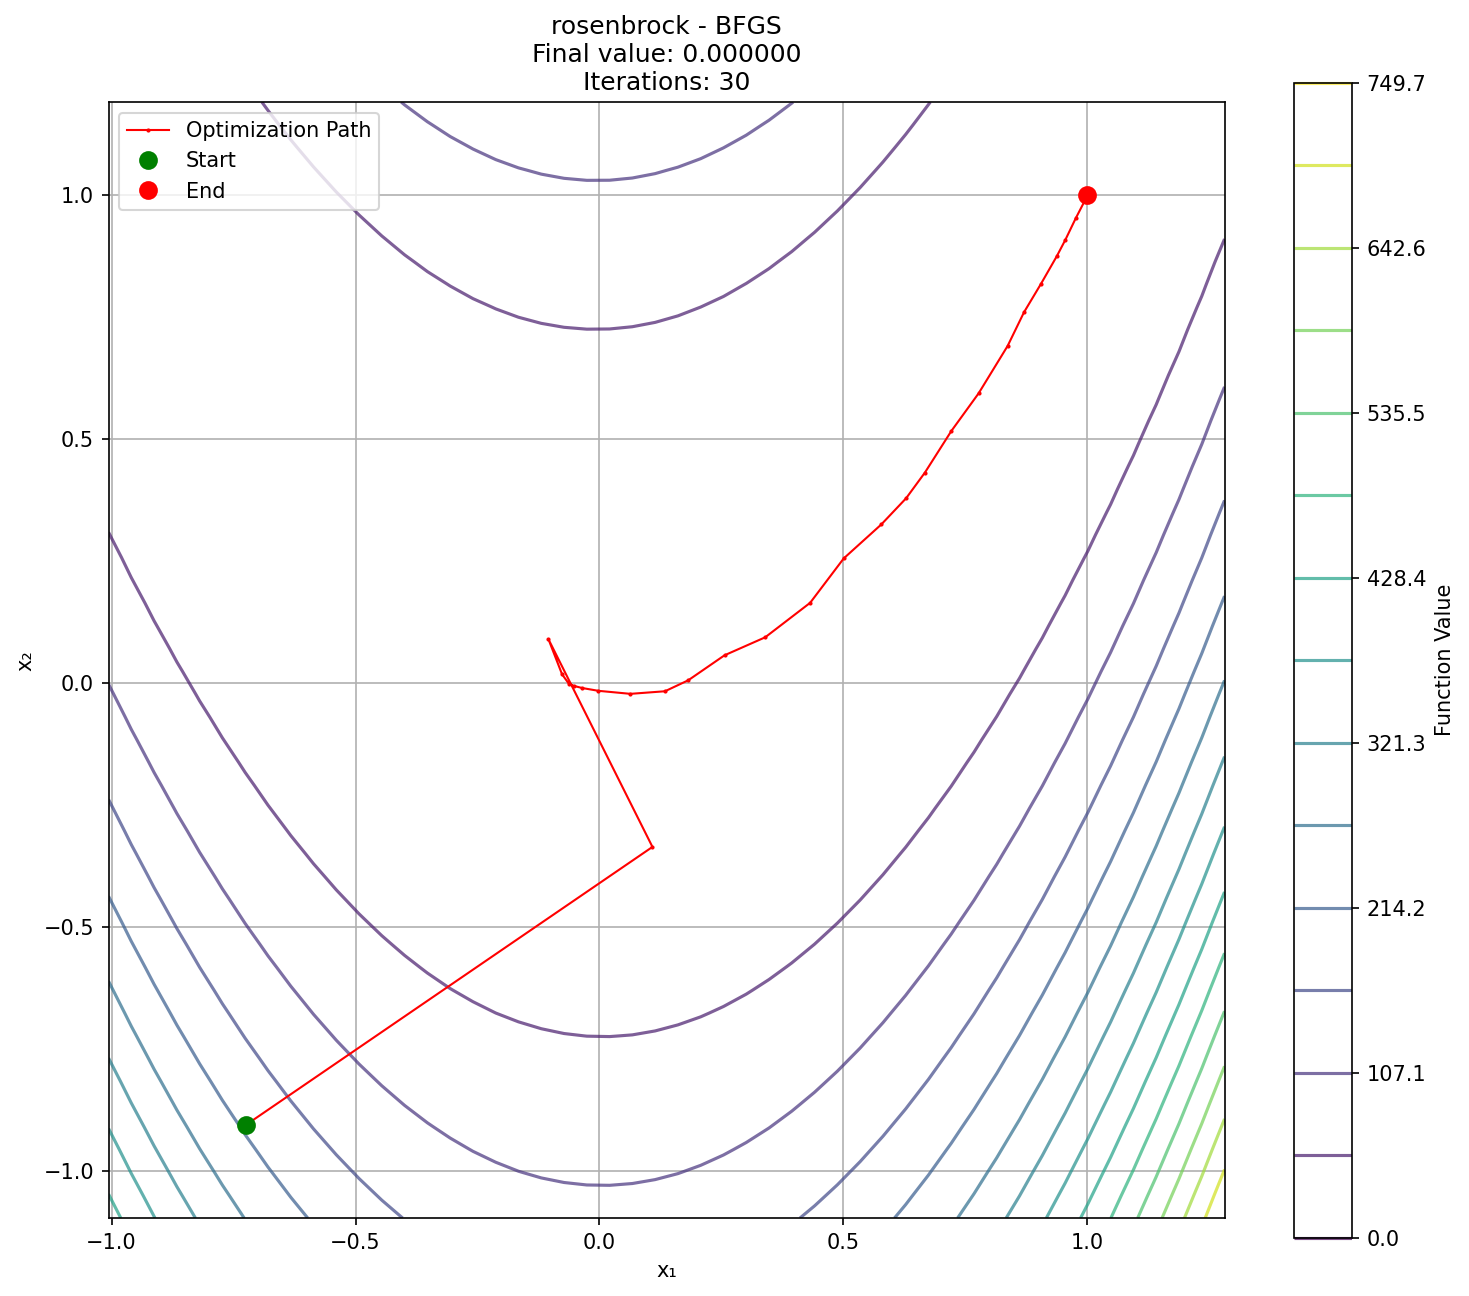 rosenbrock - BFGS
Final value: 0.000000
Iterations: 30
Optimization Path
Start
End
1.0
0.5
0.0
−0.5
−1.0
x₂
−1.0
−0.5
0.0
0.5
1.0
x₁
749.7
642.6
535.5
428.4
321.3
214.2
107.1
0.0
Function Value